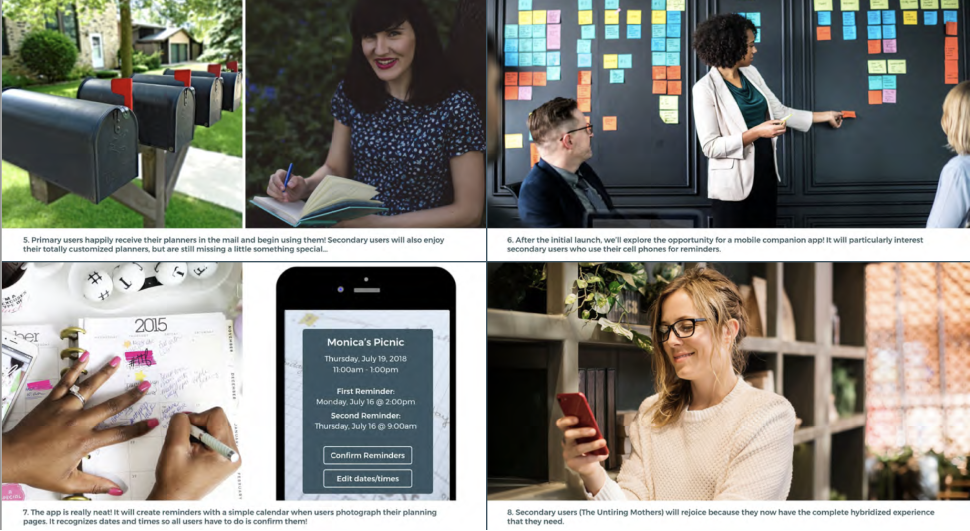 5. Primary users happily receive their planners in the mail and begin using them! Secondary users will also enjoy
their totally customized planners, but are still missing a little something special...
6. After the initial launch, we'll explore the opportunity for a mobile companion app! It will particularly interest
secondary users who use their cell phones for reminders.
2015
Monica's Picnic
Thursday, July 19, 2018
11:00am - 1:00pm
First Reminder:
Monday, July 16 @ 2:00pm
Second Reminder:
Thursday, July 16 @ 9:00am
Confirm Reminders
Edit dates/times
7. The app is really neat! It will create reminders with a simple calendar when users photograph their planning
pages. It recognizes dates and times so all users have to do is confirm them!
8. Secondary users (The Untiring Mothers) will rejoice because they now have the complete hybridized experience
that they need.